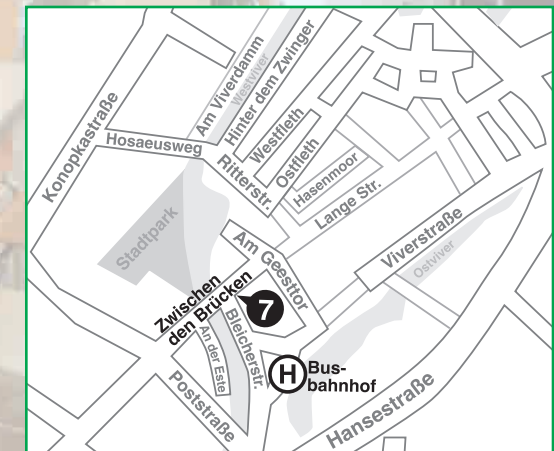 Am Viverdamm
Westviver
Hinter dem Zwinger
Konopkastraße
Hosaeusweg
Westfleth
Ostfleth
Ritterstr.
Hasenmoor
Lange Str.
Stadtpark
Am Geesttor
Viverstraße
Ostviver
Zwischen
den Brücken
7
Bleicherstr.
An der Este
H
Bus-
bahnhof
Poststraße
Hansestraße